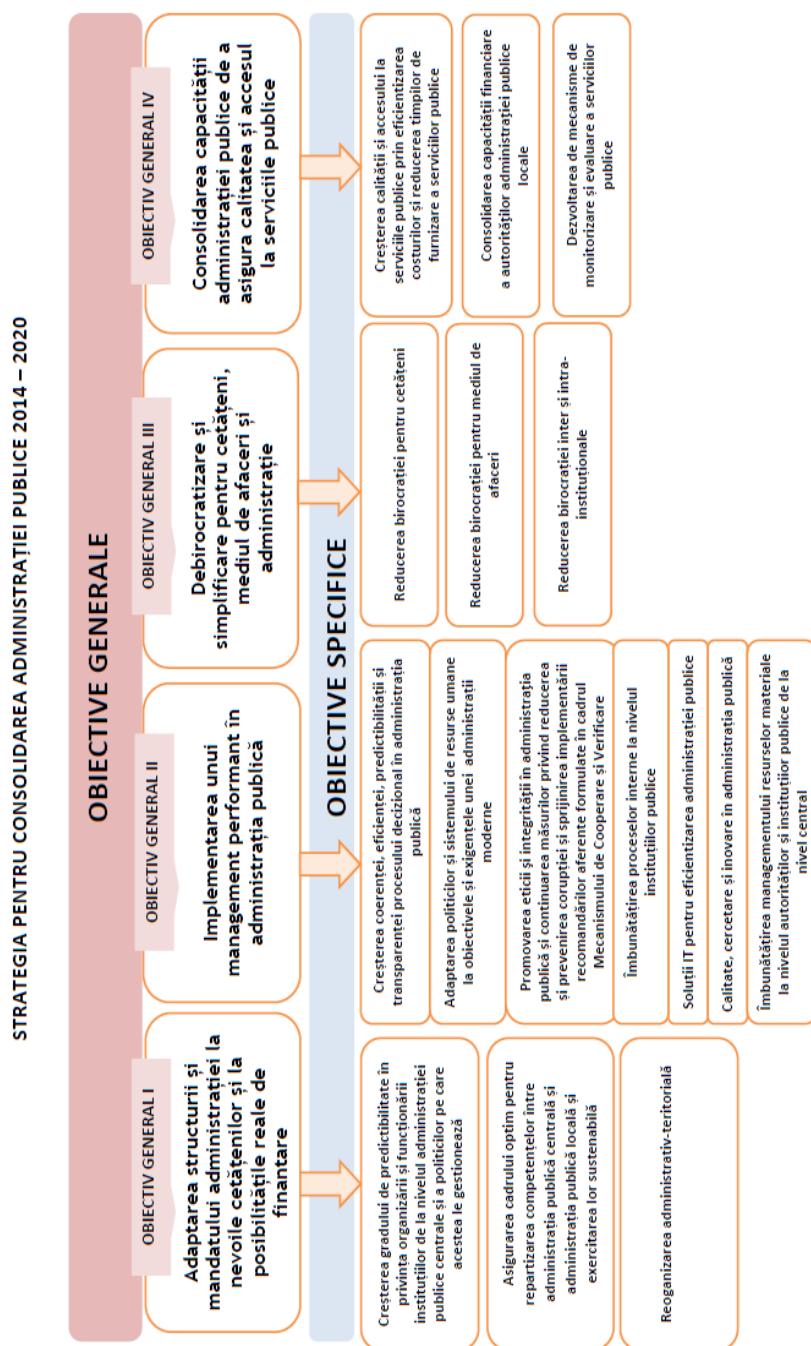 STRATEGIA PENTRU CONSOLIDAREA ADMINISTRAȚIEI PUBLICE 2014 – 2020
OBIECTIVE GENERALE
OBIECTIV GENERAL I
Adaptarea structurii și
mandatului administrației la
nevoile cetățenilor și la
posibilitățile reale de
finantare
OBIECTIV GENERAL II
Implementarea unui
management performant în
administrația publică
OBIECTIV GENERAL III
Debirocratizare și
simplificare pentru cetățeni,
mediul de afaceri și
administrație
OBIECTIV GENERAL IV
Consolidarea capacității
administrației publice de a
asigura calitatea și accesul
la serviciile publice
OBIECTIVE SPECIFICE
Creșterea gradului de predictibilitate în
privința organizării și funcționării
instituțiilor de la nivelul administrației
publice centrale și a politicilor pe care
acestea le gestionează
Asigurarea cadrului optim pentru
repartizarea competențelor între
administrația publică centrală și
administrația publică locală și
exercitarea lor sustenabilă
Reoganizarea administrativ-teritorială
Creșterea coerenței, eficienței, predictibilității și
transparenței procesului decizional în administrația
publică
Adaptarea politicilor și sistemului de resurse umane
la obiectivele și exigențele unei administrații
moderne
Promovarea eticii și integrității în administrația
publică și continuarea măsurilor privind reducerea
și prevenirea corupției și sprijinirea implementării
recomandărilor aferente formulate în cadrul
Mecanismului de Cooperare și Verificare
Îmbunătățirea proceselor interne la nivelul
instituțiilor publice
Soluții IT pentru eficientizarea administrației publice
Calitate, cercetare și inovare în administrația publică
Îmbunătățirea managementului resurselor materiale
la nivelul autorităților și instituțiilor publice de la
nivel central
Reducerea birocrației pentru cetățeni
Reducerea birocrației pentru mediul de
afaceri
Reducerea birocrației inter și intra-
instituționale
Creșterea calității și accesului la
serviciile publice prin eficientizarea
costurilor și reducerea timpilor de
furnizare a serviciilor publice
Consolidarea capacității financiare
a autorităților administrației publice
locale
Dezvoltarea de mecanisme de
monitorizare și evaluare a serviciilor
publice